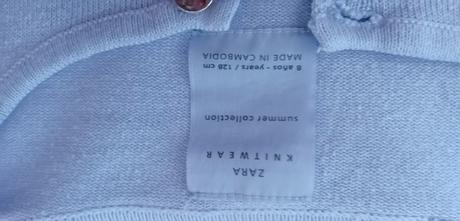 ZARA
KNITWEAR
summer collection
8 años - years / 128 cm
MADE IN CAMBODIA